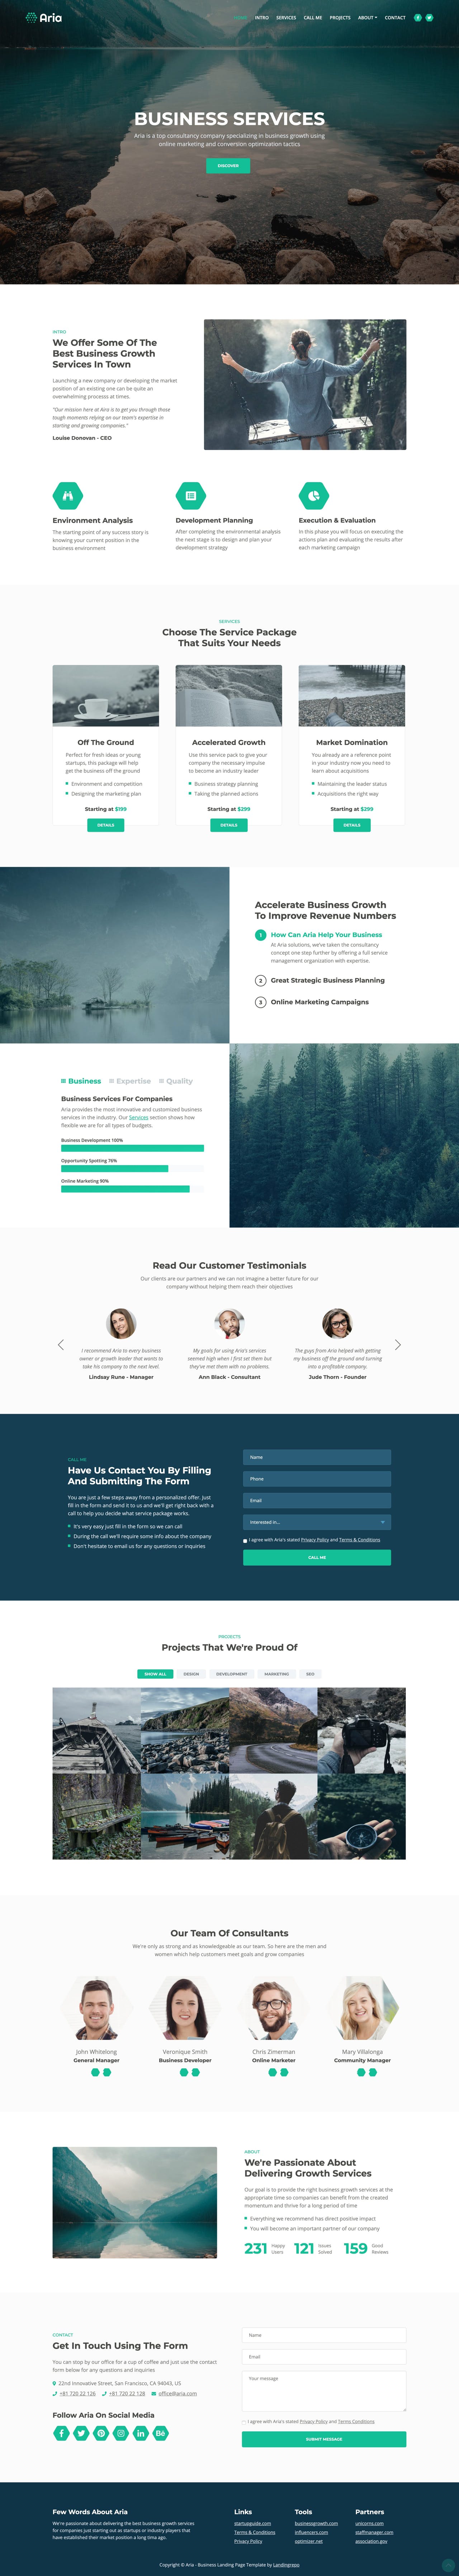 Aria
HOME INTRO SERVICES CALL ME PROJECTS ABOUT CONTACT
BUSINESS SERVICES
Aria is a top consultancy company specializing in business growth using
online marketing and conversion optimization tactics
DISCOVER
INTRO
We Offer Some Of The
Best Business Growth
Services In Town
Launching a new company or developing the market
position of an existing one can be quite an
overwhelming processs at times.
"Our mission here at Aria is to get you through those
tough moments relying on our team's expertise in
starting and growing companies."
Louise Donovan - CEO
Environment Analysis
The starting point of any success story is
knowing your current position in the
business environment
Development Planning
After completing the environmental analysis
the next stage is to design and plan your
development strategy
Execution & Evaluation
In this phase you will focus on executing the
actions plan and evaluating the results after
each marketing campaign
SERVICES
Choose The Service Package
That Suits Your Needs
Off The Ground
Perfect for fresh ideas or young
startups, this package will help
get the business off the ground
Environment and competition
Designing the marketing plan
Starting at $199
DETAILS
Accelerated Growth
Use this service pack to give your
company the necessary impulse
to become an industry leader
Business strategy planning
Taking the planned actions
Starting at $299
DETAILS
Market Domination
You already are a reference point
in your industry now you need to
learn about acquisitions
Maintaining the leader status
Acquisitions the right way
Starting at $299
DETAILS
Accelerate Business Growth
To Improve Revenue Numbers
1 How Can Aria Help Your Business
At Aria solutions, we've taken the consultancy
concept one step further by offering a full service
management organization with expertise.
2 Great Strategic Business Planning
3 Online Marketing Campaigns
Business Expertise Quality
Business Services For Companies
Aria provides the most innovative and customized business
services in the industry. Our Services section shows how
flexible we are for all types of budgets.
Business Development 100%
Opportunity Spotting 76%
Online Marketing 90%
Read Our Customer Testimonials
Our clients are our partners and we can not imagine a better future for our
company without helping them reach their objectives
I recommend Aria to every business
owner or growing leader that wants to
take his company to the next level.
Lindsay Rune - Manager
My goals for using Aria's services
seemed high when I first set them but
they've met them with no problems.
Ann Black - Consultant
The guys from Aria helped with getting
my business off the ground and turning
into a profitable company.
Jude Thorn - Founder
CALL ME
Have Us Contact You By Filling
And Submitting The Form
You are just a few steps away from a personalized offer. Just
fill in the form and send it to us and we'll get right back with a
call to help you decide what service package works.
It's very easy just fill in the form so we can call
During the call we'll require some info about the company
Don't hesitate to email us for any questions or inquiries
Name
Phone
Email
Interested in...
I agree with Aria's stated Privacy Policy and Terms & Conditions
CALL ME
PROJECTS
Projects That We're Proud Of
SHOW ALL DESIGN DEVELOPMENT MARKETING SEO
Our Team Of Consultants
We're only as strong and as knowledgeable as our team. So here are the men and
women which help customers meet goals and grow companies
John Whitelong
General Manager
Veronique Smith
Business Developer
Chris Zimerman
Online Marketer
Mary Villalonga
Community Manager
ABOUT
We're Passionate About
Delivering Growth Services
Our goal is to provide the right business growth services at the
appropriate time so companies can benefit from the created
momentum and thrive for a long period of time
Everything we recommend has direct positive impact
You will become an important partner of our company
231 Happy Users
121 Issues Solved
159 Good Reviews
CONTACT
Get In Touch Using The Form
You can stop by our office for a cup of coffee and just use the contact
form below for any questions and inquiries
22nd Innovative Street, San Francisco, CA 94043, US
+81 720 22 126 +81 720 22 128 office@aria.com
Follow Aria On Social Media
Name
Email
Your message
I agree with Aria's stated Privacy Policy and Terms Conditions
SUBMIT MESSAGE
Few Words About Aria
We're passionate about delivering the best business growth services
for companies just starting out as startups or industry players that
have established their market position a long tima ago.
Links
startupguide.com
Terms & Conditions
Privacy Policy
Tools
businessgrowth.com
influencers.com
optimizer.net
Partners
unicorns.com
staffmanager.com
association.gov
Copyright © Aria - Business Landing Page Template by Landingrepo